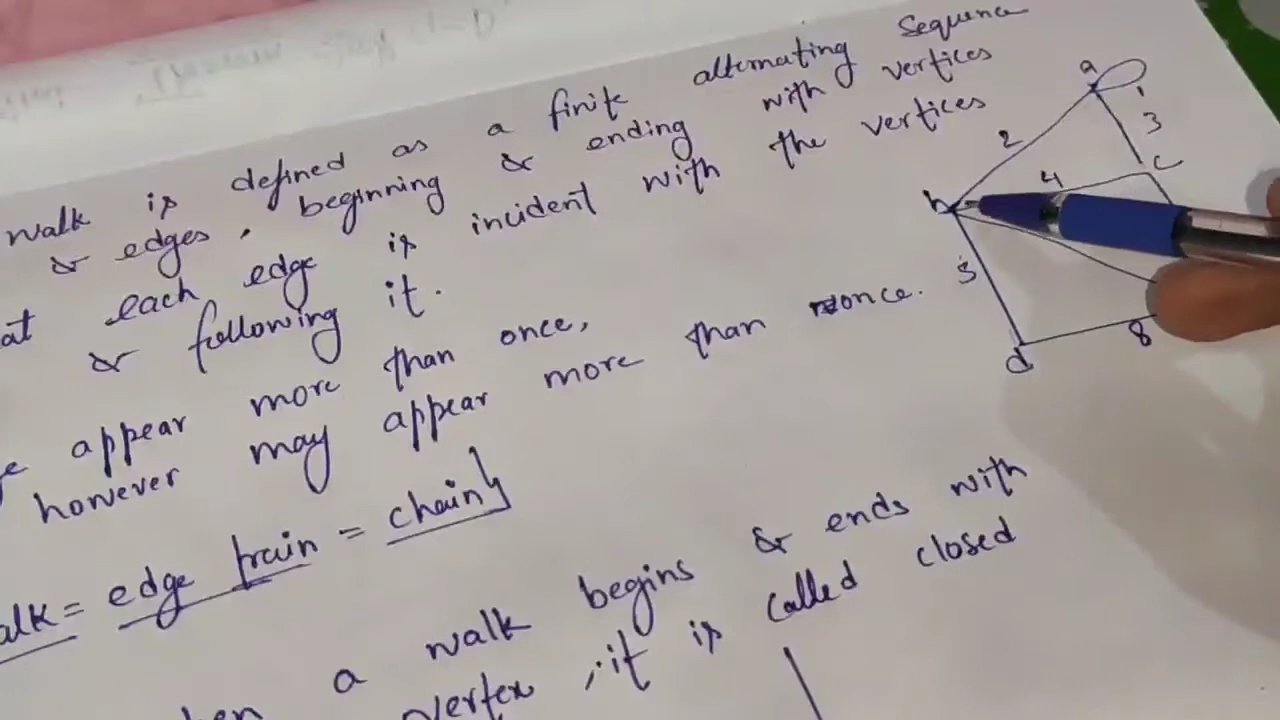 walk is defined as a finite alternating sequence
& edges, beginning & ending with vertices
at each edge is incident with the vertices
& following it.
appear more than once,
however may appear more than once.
alk = edge train = chain
a walk begins & ends with
vertex, it is called closed
a
1
2
3
c
4
b
5
d
8